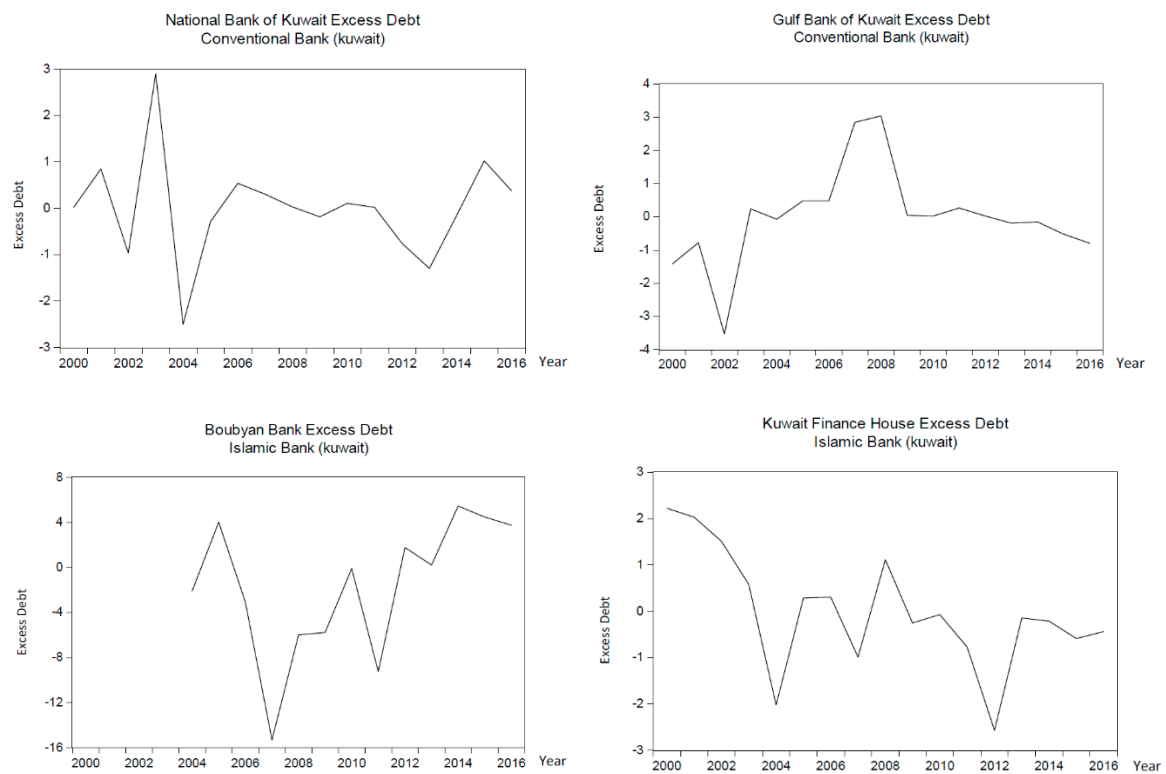 National Bank of Kuwait Excess Debt
Conventional Bank (kuwait)
3
2
1
0
-1
-2
-3
Excess Debt
2000 2002 2004 2006 2008 2010 2012 2014 2016 Year
Gulf Bank of Kuwait Excess Debt
Conventional Bank (kuwait)
4
3
2
1
0
-1
-2
-3
-4
Excess Debt
2000 2002 2004 2006 2008 2010 2012 2014 2016 Year
Boubyan Bank Excess Debt
Islamic Bank (kuwait)
8
4
0
-4
-8
-12
-16
Excess Debt
2000 2002 2004 2006 2008 2010 2012 2014 2016 Year
Kuwait Finance House Excess Debt
Islamic Bank (kuwait)
3
2
1
0
-1
-2
-3
Excess Debt
2000 2002 2004 2006 2008 2010 2012 2014 2016 Year